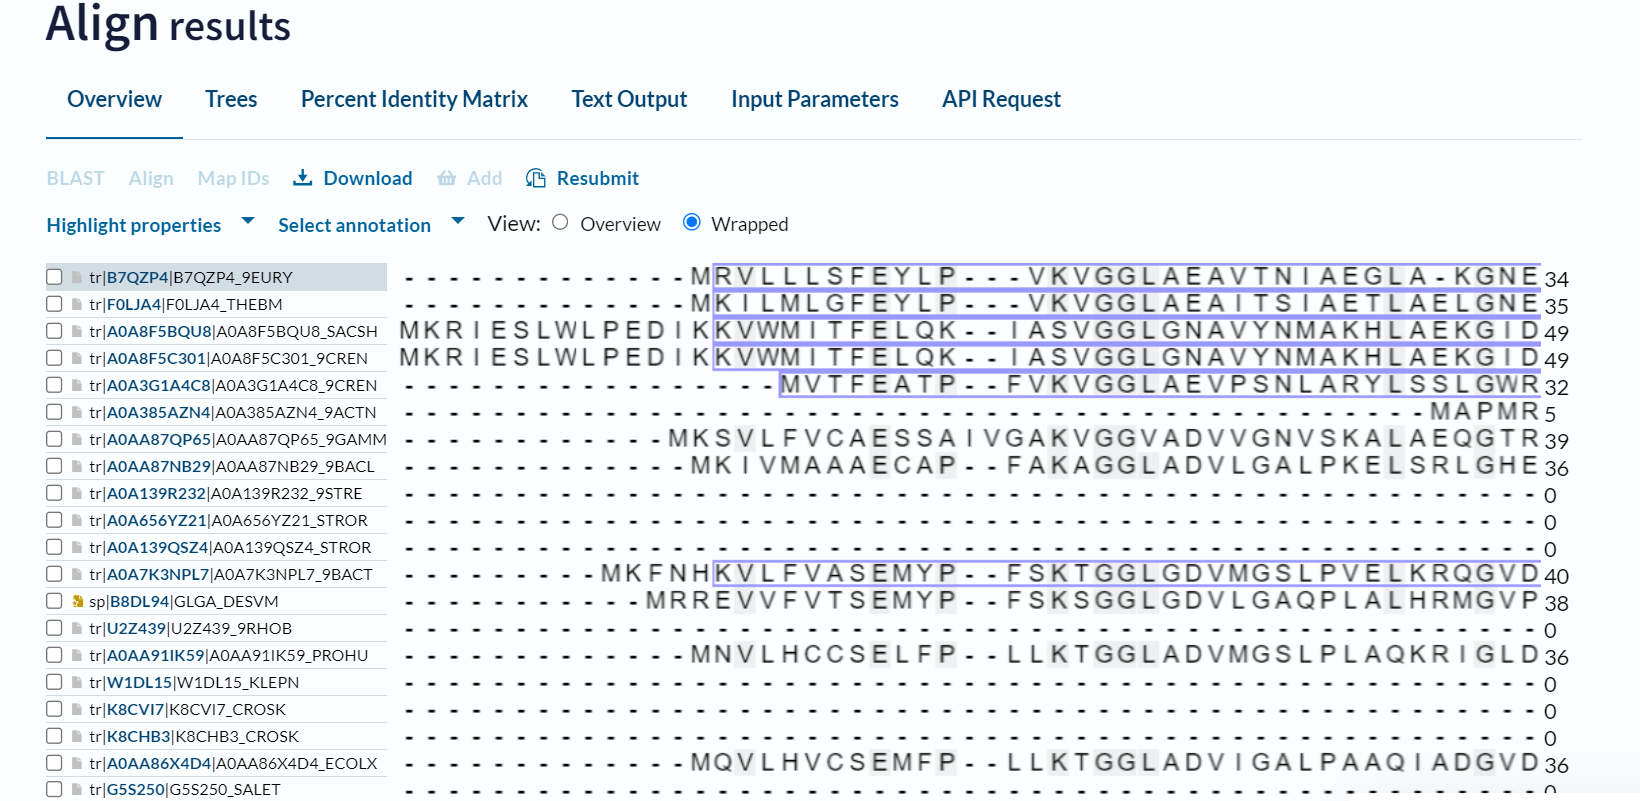 Align results
Overview Trees Percent Identity Matrix Text Output Input Parameters API Request
BLAST Align Map IDs Download Add Resubmit
Highlight properties Select annotation View: Overview Wrapped
tr|B7QZP4|B7QZP4_9EURY -------------MRVLLLSFEYLP---VKVGGLAEAVTNIAEGLA-KGNE 34
tr|F0LJA4|F0LJA4_THEBM -------------MKILMLGFEYLP---VKVGGLAEAITSIAETLAELGNE 35
tr|A0A8F5BQU8|A0A8F5BQU8_SACSH MKRIESLWLPEDIKKVWMITFELQK--IASVGGLGNAVYNMAKHLAEKGID 49
tr|A0A8F5C301|A0A8F5C301_9CREN MKRIESLWLPEDIKKVWMITFELQK--IASVGGLGNAVYNMAKHLAEKGID 49
tr|A0A3G1A4C8|A0A3G1A4C8_9CREN -----------------MVTFEATP--FVKVGGLAEVPSNLARYLSSLGWR 32
tr|A0A385AZN4|A0A385AZN4_9ACTN ----------------------------------------------MAPMR 5
tr|A0AA87QP65|A0AA87QP65_9GAMM ------------MKSVLFVCAESSAIVGAKVGGVADVVGNVSKALAEQGTR 39
tr|A0AA87NB29|A0AA87NB29_9BACL -------------MKIVMAAAECAP--FAKAGGLADVLGALPKELSRLGHE 36
tr|A0A139R232|A0A139R232_9STRE --------------------------------------------------- 0
tr|A0A656YZ21|A0A656YZ21_STROR --------------------------------------------------- 0
tr|A0A139QSZ4|A0A139QSZ4_STROR --------------------------------------------------- 0
tr|A0A7K3NPL7|A0A7K3NPL7_9BACT ---------MKFNHKVLFVASEMYP--FSKTGGLGDVMGSLPVELKRQGVD 40
sp|B8DL94|GLGA_DESVM -----------MRREVVFVTSEMYP--FSKSGGLGDVLGAQPLALHRMGVP 38
tr|U2Z439|U2Z439_9RHOB --------------------------------------------------- 0
tr|A0AA91IK59|A0AA91IK59_PROHU -------------MNVLHCCSELFP--LLKTGGLADVMGSLPLAQKRIGLD 36
tr|W1DL15|W1DL15_KLEPN --------------------------------------------------- 0
tr|K8CVI7|K8CVI7_CROSK --------------------------------------------------- 0
tr|K8CHB3|K8CHB3_CROSK --------------------------------------------------- 0
tr|A0AA86X4D4|A0AA86X4D4_ECOLX -------------MQVLHVCSEMFP--LLKTGGLADVIGALPAAQIADGVD 36
tr|G5S250|G5S250_SALET --------------------------------------------------- 0